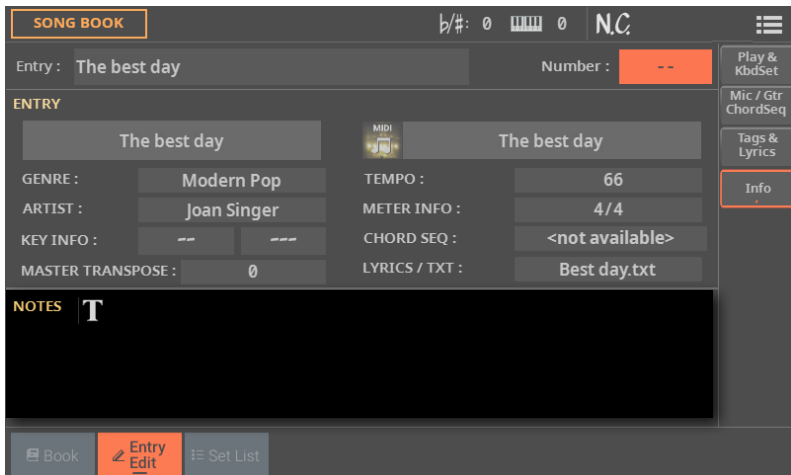 SONG BOOK
♭/#: 0 0 N.C.
Entry : The best day Number : --
Play & KbdSet
ENTRY
Mic / Gtr ChordSeq
The best day MIDI The best day
Tags & Lyrics
GENRE : Modern Pop TEMPO : 66
Info
ARTIST : Joan Singer METER INFO : 4/4
KEY INFO : -- --- CHORD SEQ : <not available>
MASTER TRANSPOSE : 0 LYRICS / TXT : Best day.txt
NOTES T
Book Entry Edit Set List